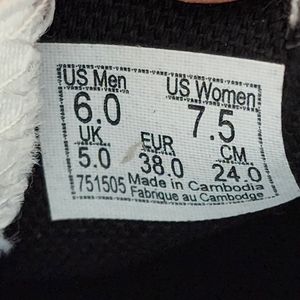 US Men US Women
6.0 7.5
UK EUR CM.
5.0 38.0 24.0
751505 Made in Cambodia
Fabrique au Cambodge